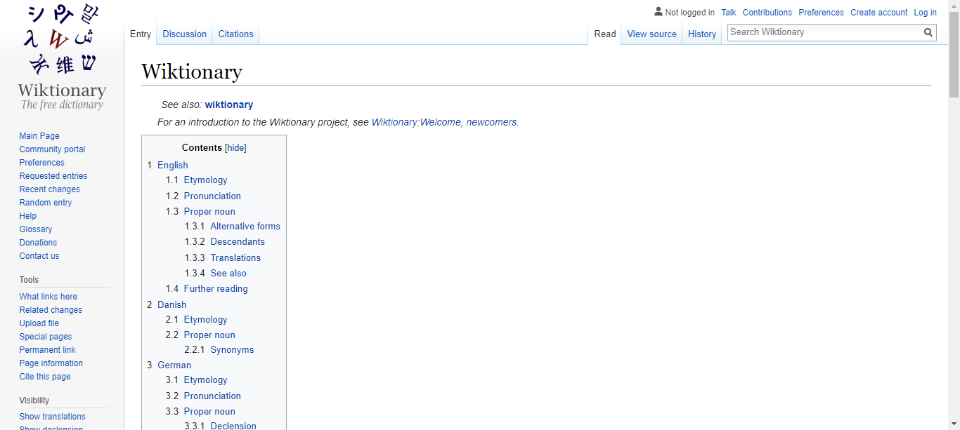 Not logged in Talk Contributions Preferences Create account Log in
Entry Discussion Citations Read View source History Search Wiktionary
シ 말
λ W
维 ש
Wiktionary
The free dictionary
Main Page
Community portal
Preferences
Requested entries
Recent changes
Random entry
Help
Glossary
Donations
Contact us
Tools
What links here
Related changes
Upload file
Special pages
Permanent link
Page information
Cite this page
Visibility
Show translations
Show declension
Wiktionary
See also: wiktionary
For an introduction to the Wiktionary project, see Wiktionary:Welcome, newcomers.
Contents [hide]
1 English
1.1 Etymology
1.2 Pronunciation
1.3 Proper noun
1.3.1 Alternative forms
1.3.2 Descendants
1.3.3 Translations
1.3.4 See also
1.4 Further reading
2 Danish
2.1 Etymology
2.2 Proper noun
2.2.1 Synonyms
3 German
3.1 Etymology
3.2 Pronunciation
3.3 Proper noun
3.3.1 Declension